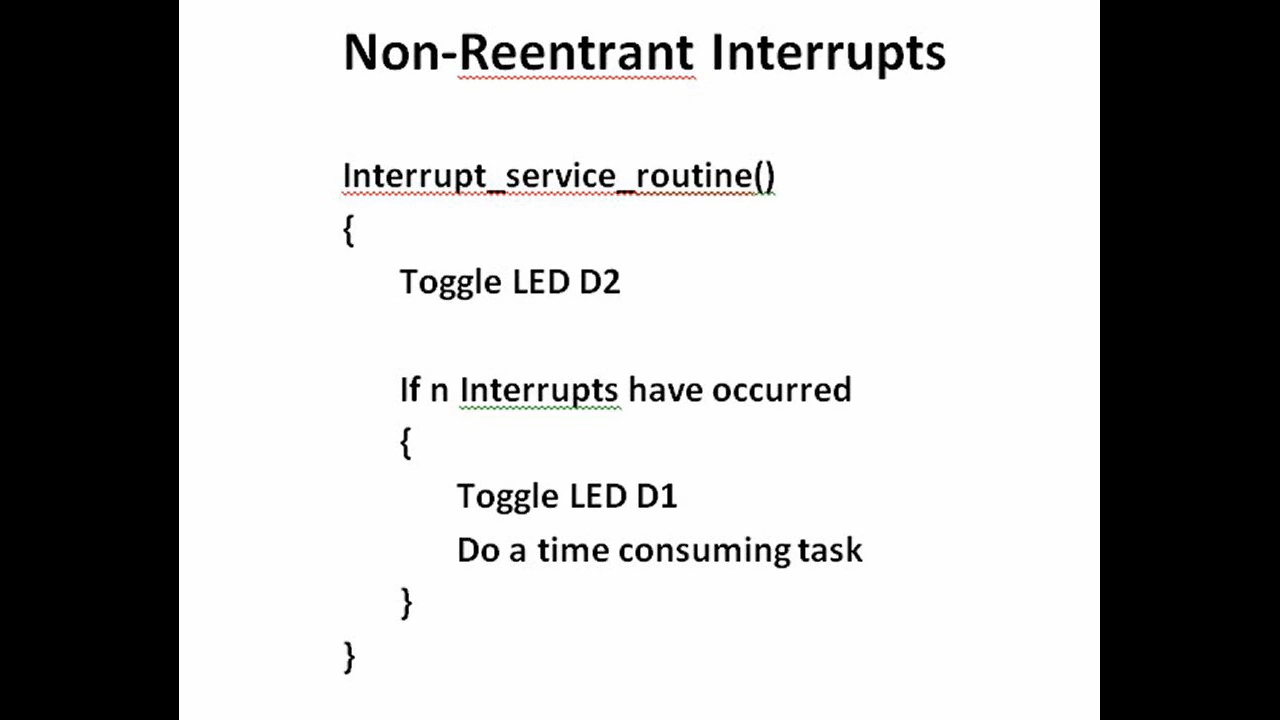 Non-Reentrant Interrupts
Interrupt_service_routine()
{
Toggle LED D2
If n Interrupts have occurred
{
Toggle LED D1
Do a time consuming task
}
}